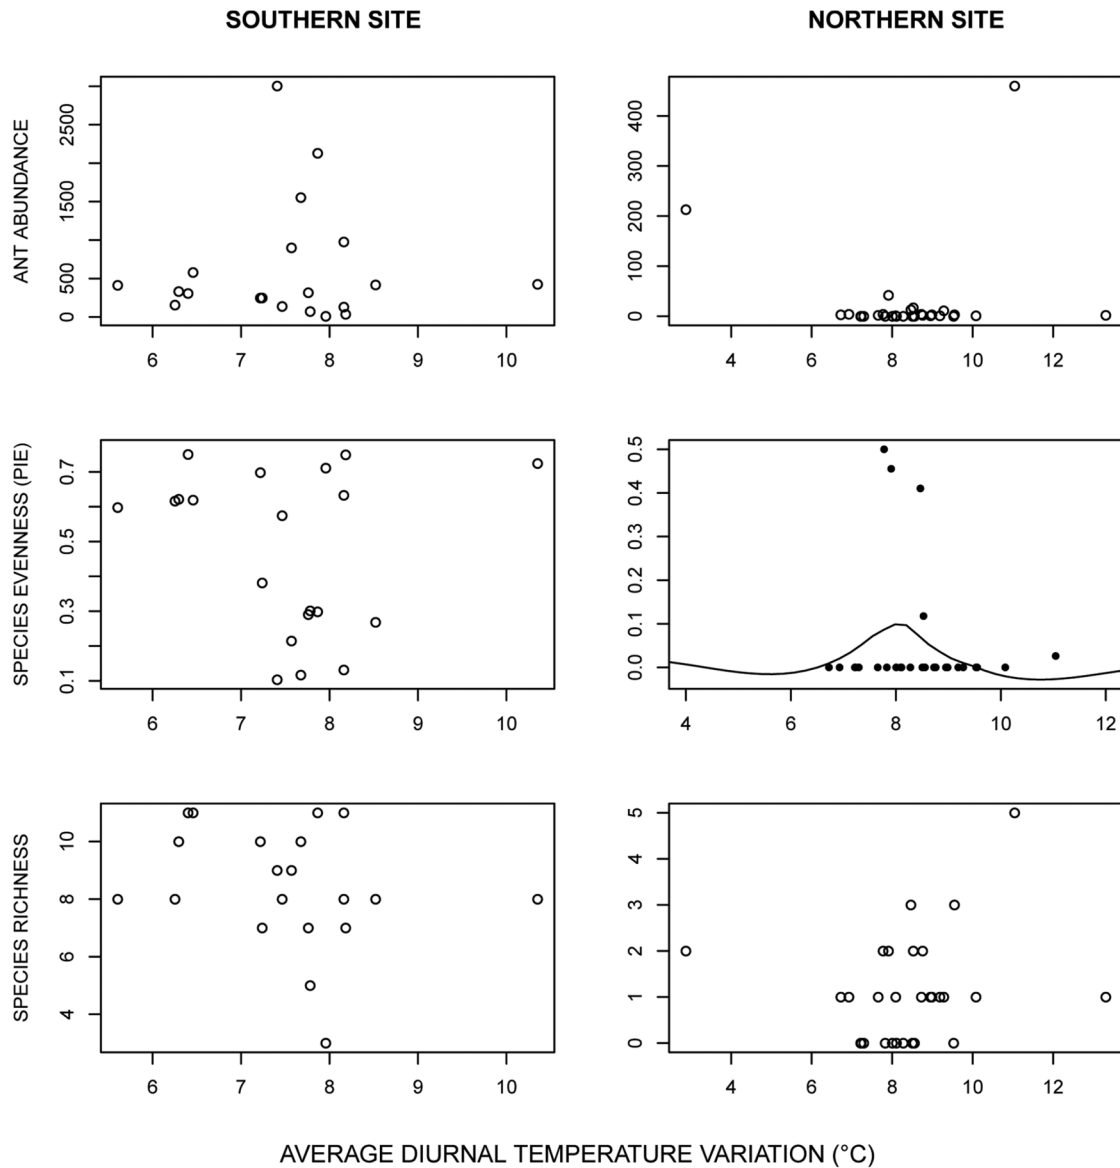 SOUTHERN SITE
NORTHERN SITE
ANT ABUNDANCE
2500
1500
500
0
6 7 8 9 10
400
300
200
100
0
4 6 8 10 12
SPECIES EVENNESS (PIE)
0.7
0.5
0.3
0.1
6 7 8 9 10
0.5
0.4
0.3
0.2
0.1
0.0
4 6 8 10 12
SPECIES RICHNESS
10
8
6
4
6 7 8 9 10
5
4
3
2
1
0
4 6 8 10 12
AVERAGE DIURNAL TEMPERATURE VARIATION (°C)